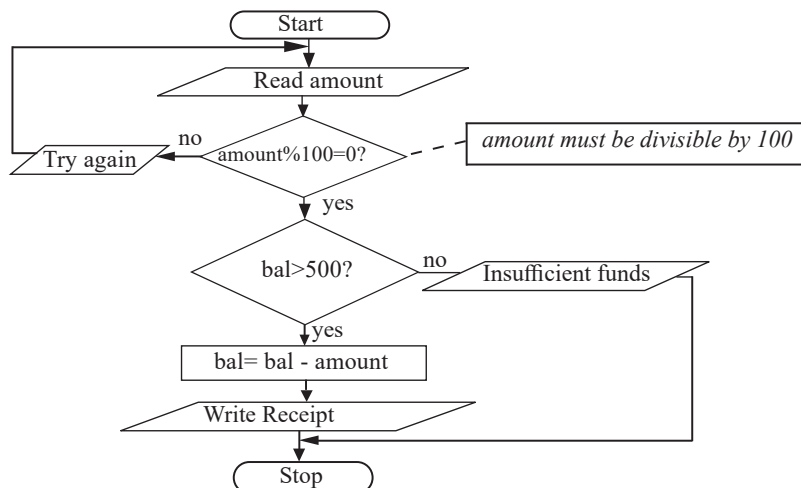 Start
Read amount
no
Try again
amount%100=0?
amount must be divisible by 100
yes
bal>500?
no
Insufficient funds
yes
bal= bal - amount
Write Receipt
Stop